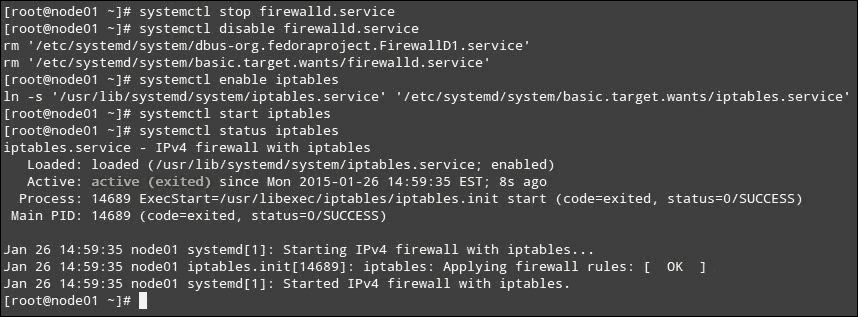 [root@node01 ~]# systemctl stop firewalld.service
[root@node01 ~]# systemctl disable firewalld.service
rm '/etc/systemd/system/dbus-org.fedoraproject.FirewallD1.service'
rm '/etc/systemd/system/basic.target.wants/firewalld.service'
[root@node01 ~]# systemctl enable iptables
ln -s '/usr/lib/systemd/system/iptables.service' '/etc/systemd/system/basic.target.wants/iptables.service'
[root@node01 ~]# systemctl start iptables
[root@node01 ~]# systemctl status iptables
iptables.service - IPv4 firewall with iptables
   Loaded: loaded (/usr/lib/systemd/system/iptables.service; enabled)
   Active: active (exited) since Mon 2015-01-26 14:59:35 EST; 8s ago
  Process: 14689 ExecStart=/usr/libexec/iptables/iptables.init start (code=exited, status=0/SUCCESS)
 Main PID: 14689 (code=exited, status=0/SUCCESS)

Jan 26 14:59:35 node01 systemd[1]: Starting IPv4 firewall with iptables...
Jan 26 14:59:35 node01 iptables.init[14689]: iptables: Applying firewall rules: [  OK  ]
Jan 26 14:59:35 node01 systemd[1]: Started IPv4 firewall with iptables.
[root@node01 ~]#